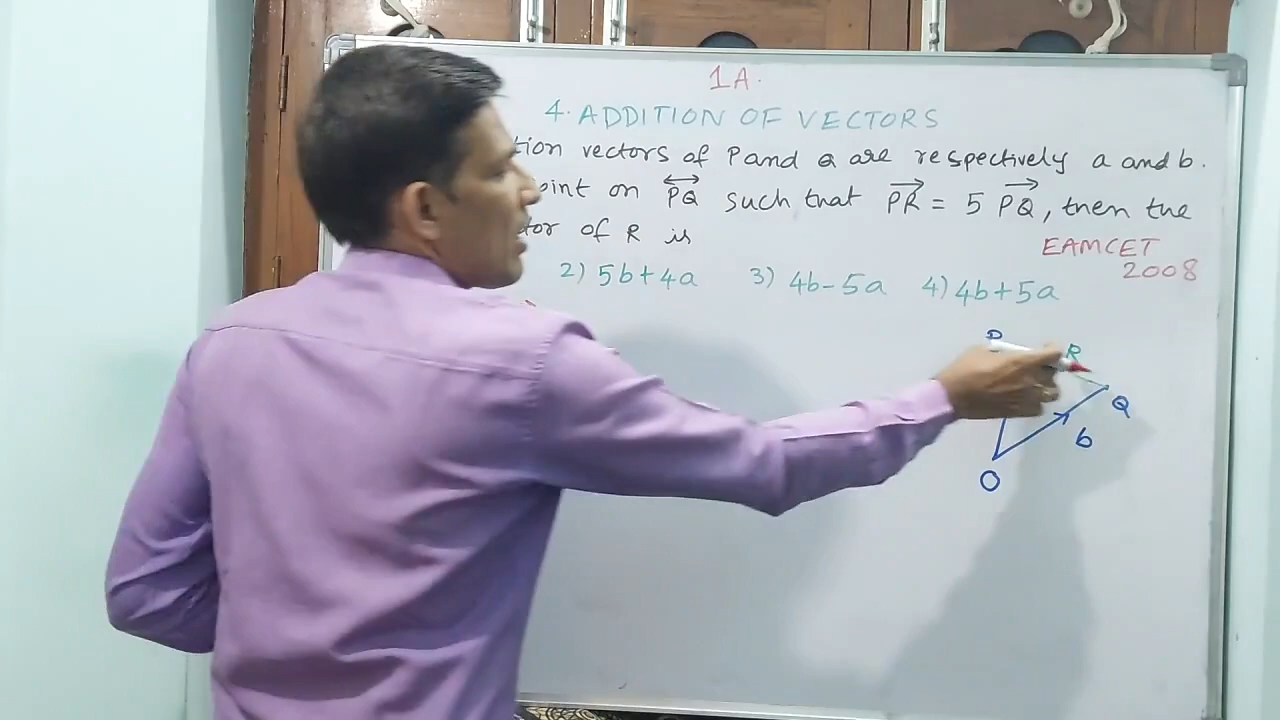 1A.
4. ADDITION OF VECTORS
tion vectors of P and Q are respectively a and b.
oint on PQ such that PR = 5 PQ, then the
tor of R is
EAMCET
2008
2) 5b+4a 3) 4b-5a 4) 4b+5a
P
R
Q
b
O